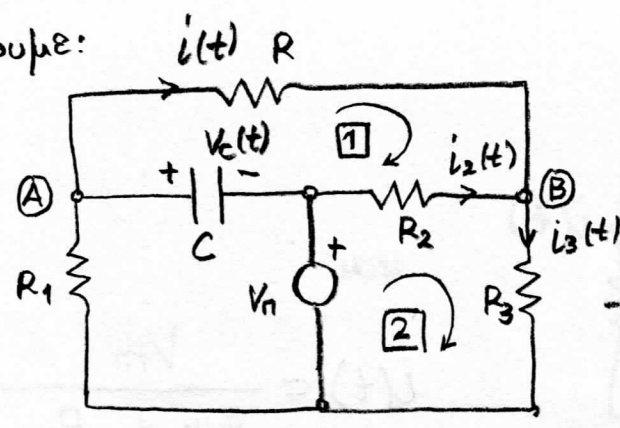 ουμε:
i(t) R
Vc(t) 1 i2(t)
+ -
A B
C R2 i3(t)
R1 + Vπ 2 R3